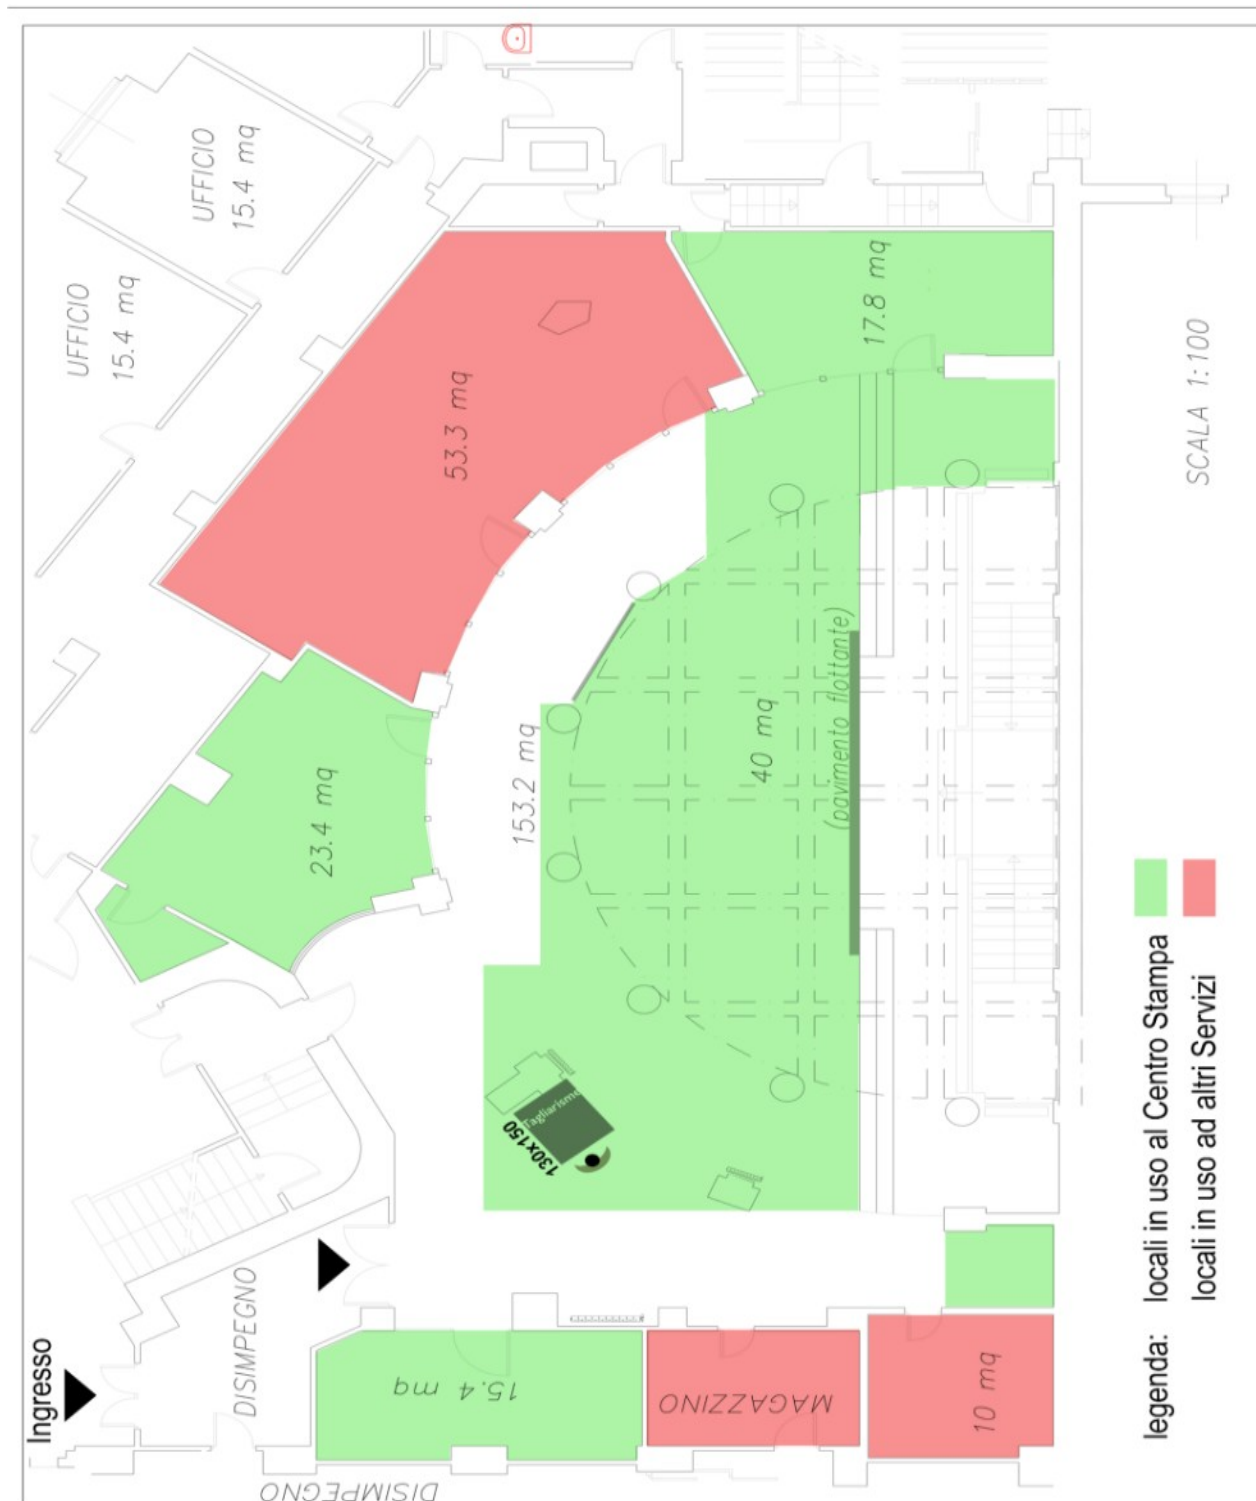 UFFICIO
15.4 mq
UFFICIO
15.4 mq
53.3 mq
17.8 mq
23.4 mq
153.2 mq
40 mq
(pavimento flottante)
Tagliarisme
130x150
Ingresso
DISIMPEGNO
15.4 mq
MAGAZZINO
10 mq
DISIMPEGNO
SCALA 1:100
legenda:
locali in uso al Centro Stampa
locali in uso ad altri Servizi